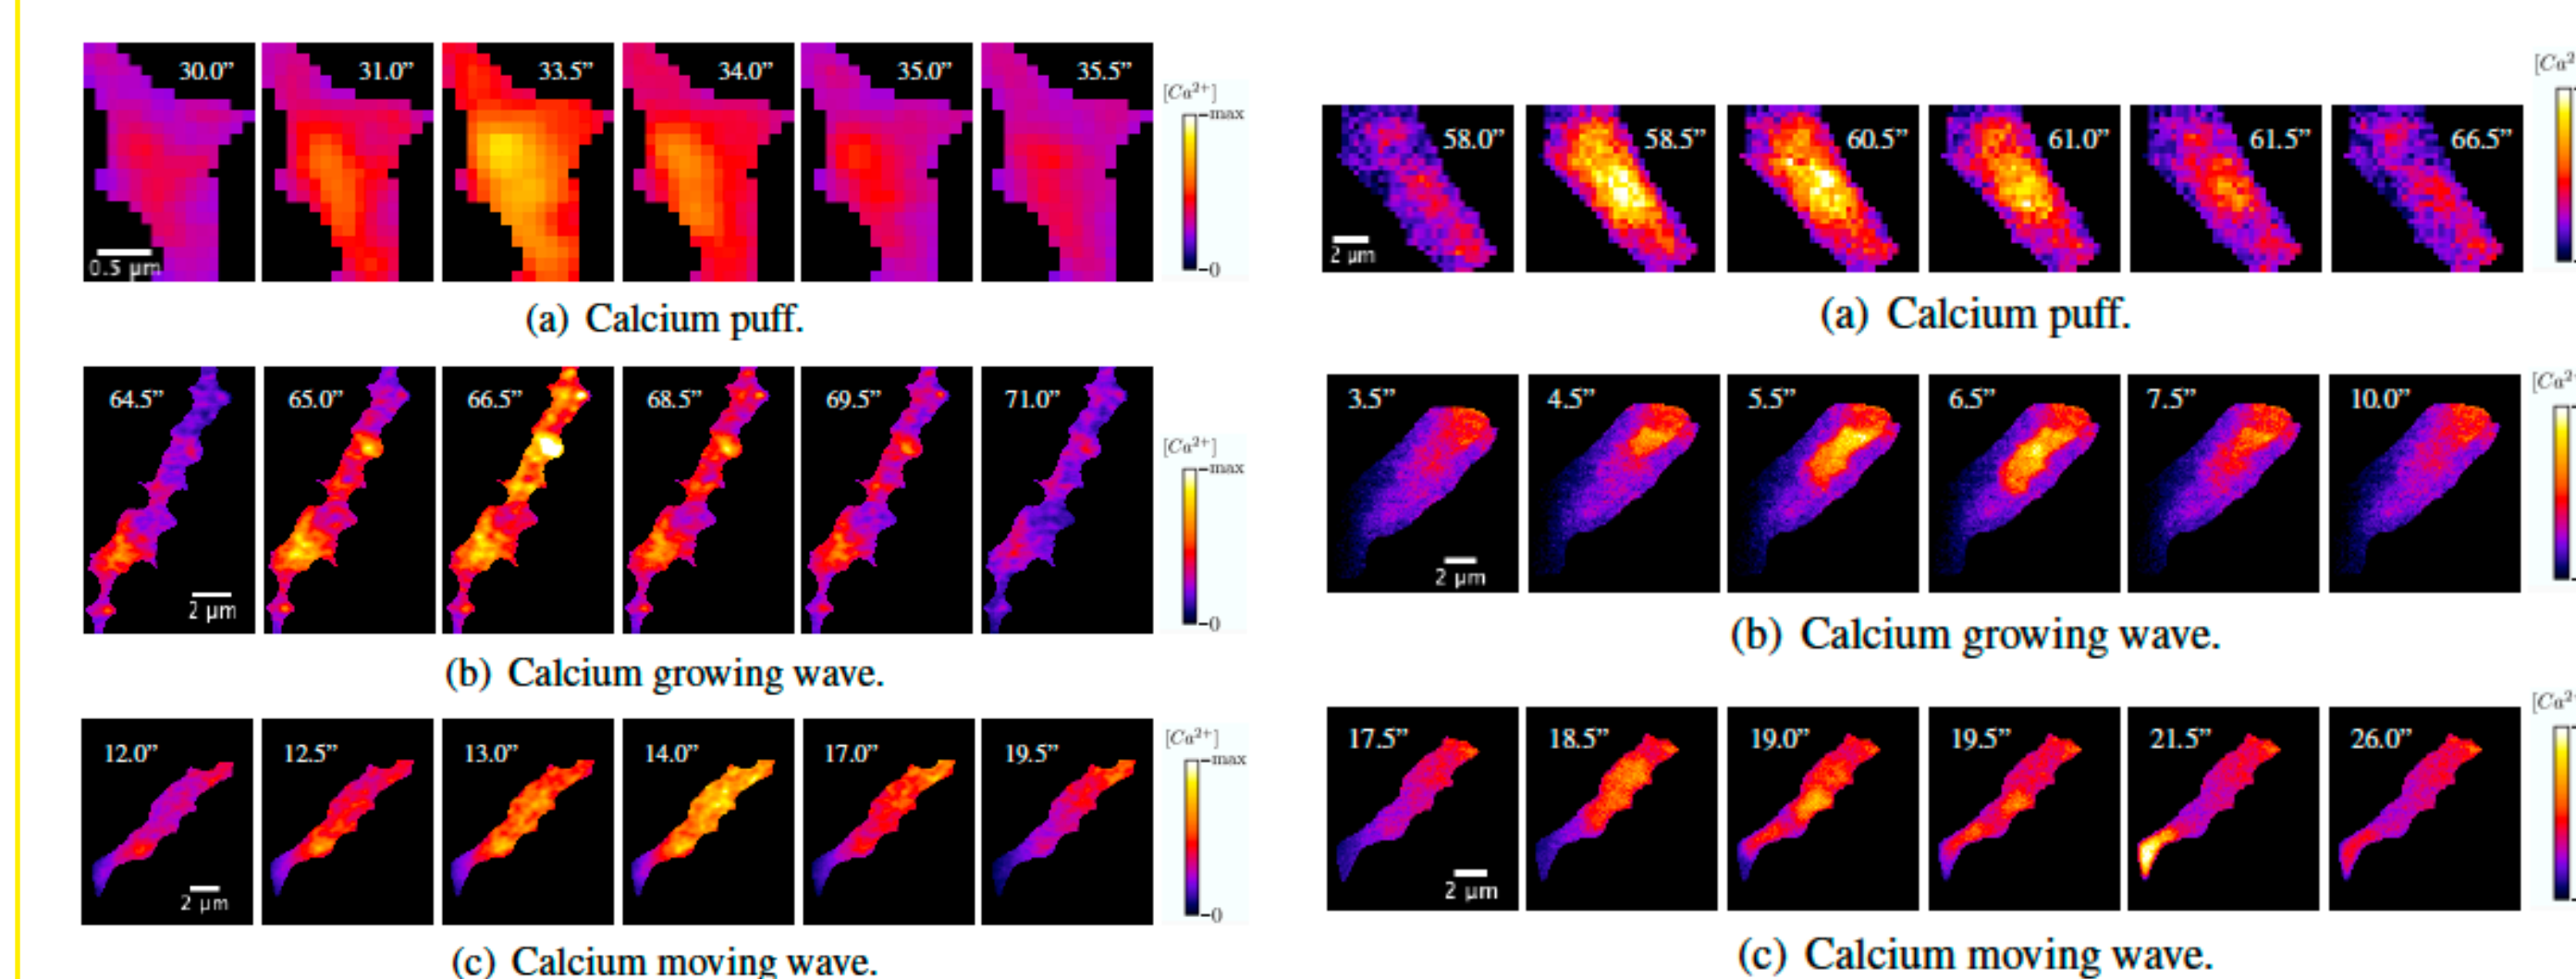 30.0” 31.0” 33.5” 34.0” 35.0” 35.5”
[Ca²⁺]
max
0
0.5 μm
(a) Calcium puff.
64.5” 65.0” 66.5” 68.5” 69.5” 71.0”
[Ca²⁺]
max
0
2 μm
(b) Calcium growing wave.
12.0” 12.5” 13.0” 14.0” 17.0” 19.5”
[Ca²⁺]
max
0
2 μm
(c) Calcium moving wave.
58.0” 58.5” 60.5” 61.0” 61.5” 66.5”
[Ca²
2 μm
(a) Calcium puff.
3.5” 4.5” 5.5” 6.5” 7.5” 10.0”
[Ca²⁺
2 μm
(b) Calcium growing wave.
17.5” 18.5” 19.0” 19.5” 21.5” 26.0”
[Ca²⁺
2 μm
(c) Calcium moving wave.